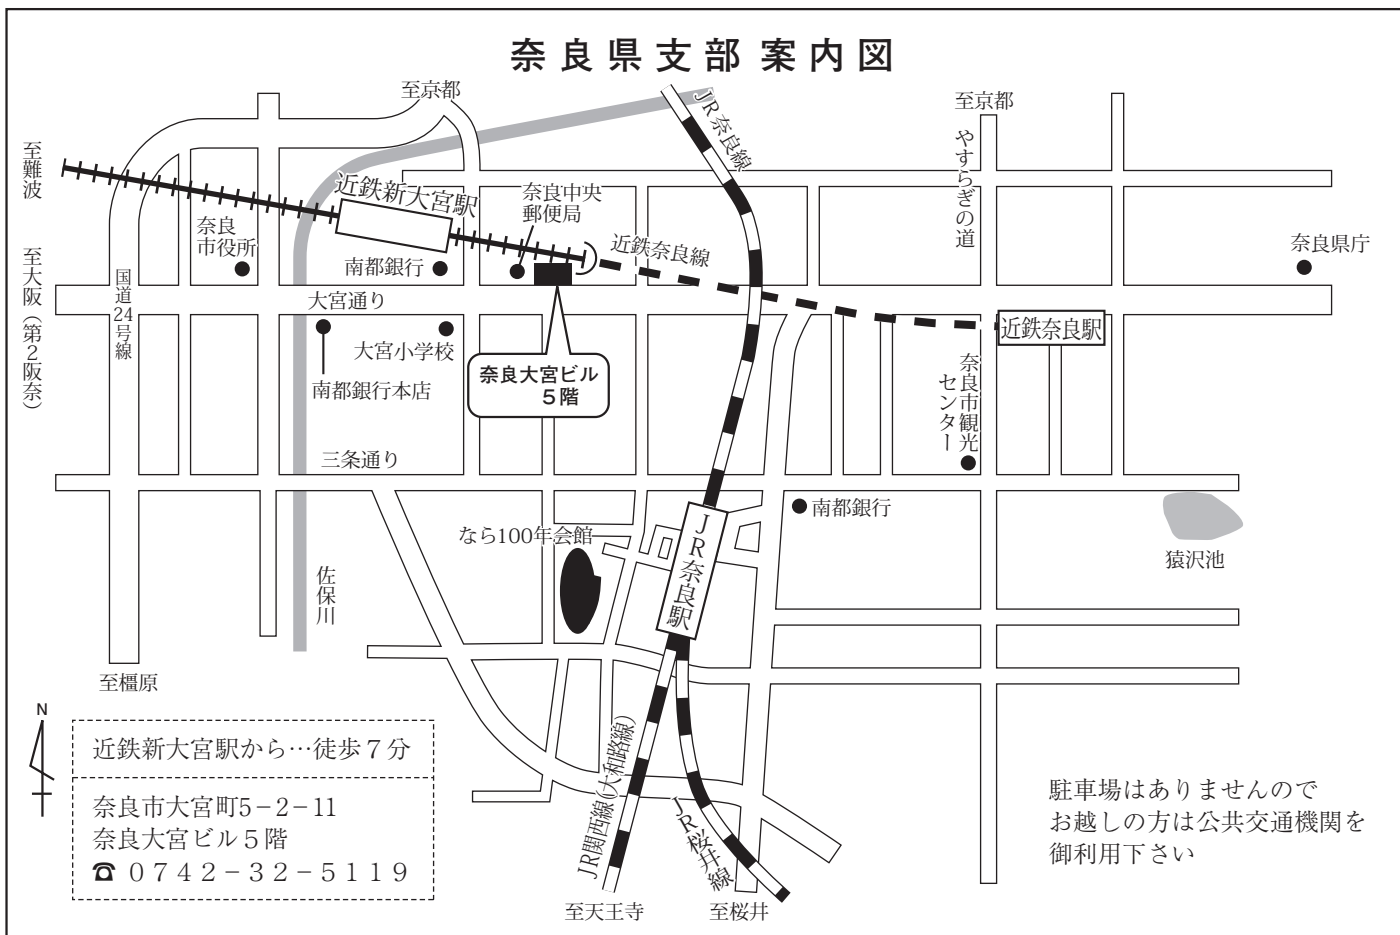 奈良県支部 案内図
至京都
至京都
至難波
JR奈良線
やすらぎの道
近鉄新大宮駅
奈良中央
郵便局
奈良
市役所
近鉄奈良線
奈良県庁
至大阪(第2阪奈)
国道24号線
南都銀行
大宮通り
近鉄奈良駅
大宮小学校
南都銀行本店
奈良大宮ビル
5階
奈良市観光
センター
三条通り
南都銀行
なら100年会館
JR奈良駅
猿沢池
佐保川
至橿原
N
近鉄新大宮駅から…徒歩7分
奈良市大宮町5−2−11
奈良大宮ビル5階
☎ 0742−32−5119
JR関西線(大和路線)
JR桜井線
駐車場はありませんので
お越しの方は公共交通機関を
御利用下さい
至天王寺
至桜井